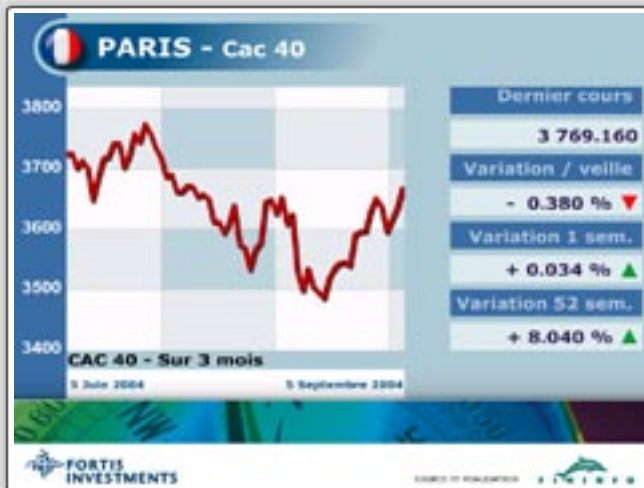 PARIS - Cac 40
3800
3700
3600
3500
3400
CAC 40 - Sur 3 mois
5 Juin 2004
5 Septembre 2004
Dernier cours
3 769.160
Variation / veille
- 0.380 % ▼
Variation 1 sem.
+ 0.034 % ▲
Variation 52 sem.
+ 8.040 % ▲
NW
FORTIS
INVESTMENTS
FININFO